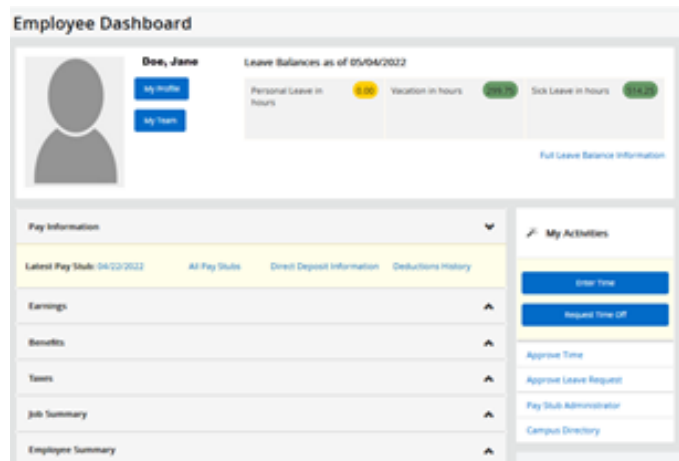 Employee Dashboard
Doe, Jane
Leave Balances as of 05/04/2022
My Profile
My Team
Personal Leave in hours
0.00
Vacation in hours
299.75
Sick Leave in hours
514.25
Full Leave Balance Information
Pay Information
Latest Pay Stub: 04/22/2022
All Pay Stubs
Direct Deposit Information
Deductions History
Earnings
Benefits
Taxes
Job Summary
Employee Summary
My Activities
Enter Time
Request Time Off
Approve Time
Approve Leave Request
Pay Stub Administrator
Campus Directory